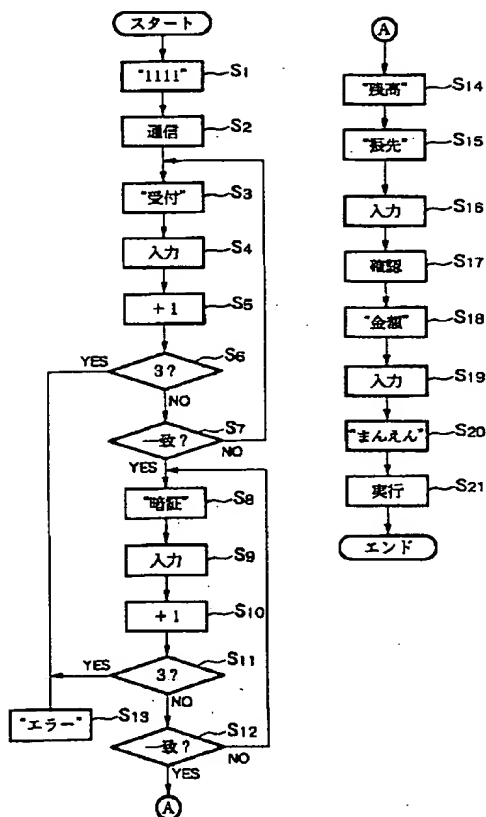 スタート
"1111" S1
通信 S2
"受付" S3
入力 S4
+1 S5
3? S6
YES
NO
一致? S7
YES NO
"暗証" S8
入力 S9
+1 S10
3? S11
YES
NO
"エラー" S13
一致? S12
NO
YES
A
A
"残高" S14
"振先" S15
入力 S16
確認 S17
"金額" S18
入力 S19
"まんえん" S20
実行 S21
エンド